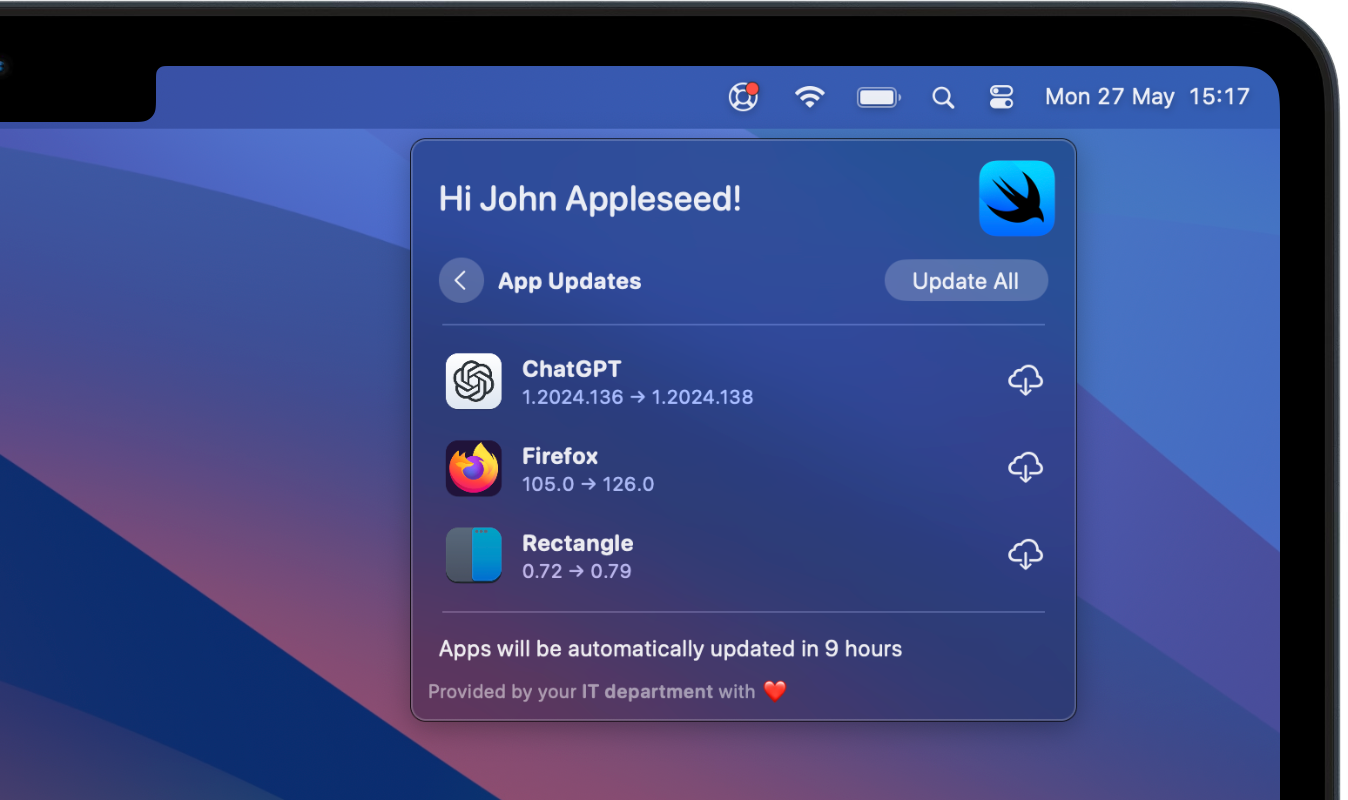 Mon 27 May 15:17
Hi John Appleseed!
App Updates
Update All
ChatGPT
1.2024.136 → 1.2024.138
Firefox
105.0 → 126.0
Rectangle
0.72 → 0.79
Apps will be automatically updated in 9 hours
Provided by your IT department with ❤️